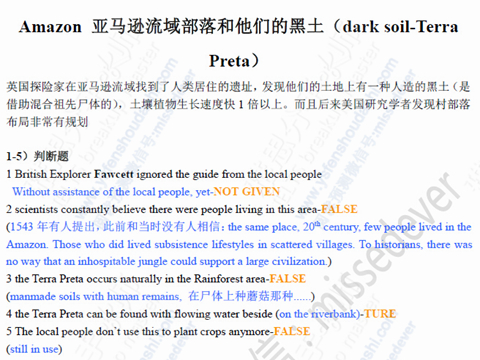 Amazon 亚马逊流域部落和他们的黑土（dark soil-Terra
Preta）
英国探险家在亚马逊流域找到了人类居住的遗址，发现他们的土地上有一种人造的黑土（是
借助混合祖先尸体的），土壤植物生长速度快 1 倍以上。而且后来美国研究学者发现村部落
布局非常有规划
1-5）判断题
1 British Explorer Fawcett ignored the guide from the local people
Without assistance of the local people, yet-NOT GIVEN
2 scientists constantly believe there were people living in this area-FALSE
(1543 年有人提出，此前和当时没有人相信：the same place, 20th century, few people lived in the
Amazon. Those who did lived subsistence lifestyles in scattered villages. To historians, there was
no way that an inhospitable jungle could support a large civilization.)
3 the Terra Preta occurs naturally in the Rainforest area-FALSE
(manmade soils with human remains, 在尸体上种蘑菇那种......)
4 the Terra Preta can be found with flowing water beside (on the riverbank)-TURE
5 The local people don`t use this to plant crops anymore-FALSE
(still in use)